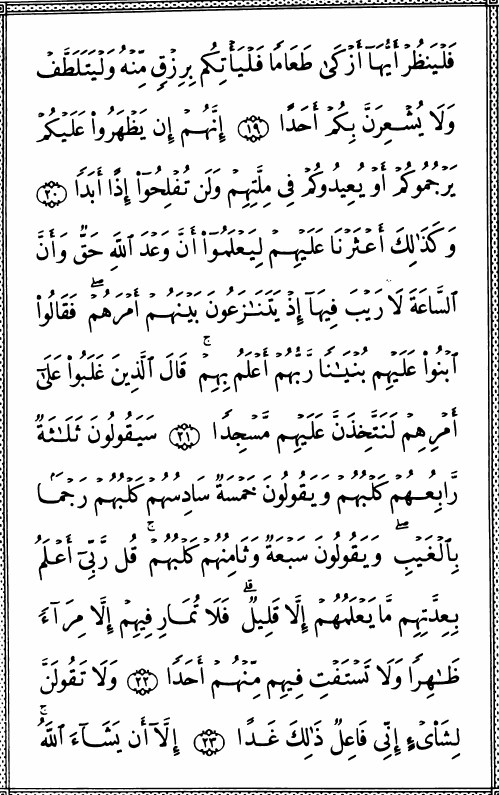 فَلْيَنظُرْ أَيُّهَآ أَزْكَىٰ طَعَامًا فَلْيَأْتِكُم بِرِزْقٍ مِّنْهُ وَلْيَتَلَطَّفْ
وَلَا يُشْعِرَنَّ بِكُمْ أَحَدًا ۝١٩ إِنَّهُمْ إِن يَظْهَرُوا۟ عَلَيْكُمْ
يَرْجُمُوكُمْ أَوْ يُعِيدُوكُمْ فِى مِلَّتِهِمْ وَلَن تُفْلِحُوٓا۟ إِذًا أَبَدًا ۝٢٠
وَكَذَٰلِكَ أَعْثَرْنَا عَلَيْهِمْ لِيَعْلَمُوٓا۟ أَنَّ وَعْدَ ٱللَّهِ حَقٌّ وَأَنَّ
ٱلسَّاعَةَ لَا رَيْبَ فِيهَآ إِذْ يَتَنَٰزَعُونَ بَيْنَهُمْ أَمْرَهُمْ ۖ فَقَالُوا۟
ٱبْنُوا۟ عَلَيْهِم بُنْيَٰنًا رَّبُّهُمْ أَعْلَمُ بِهِمْ ۚ قَالَ ٱلَّذِينَ غَلَبُوا۟ عَلَىٰٓ
أَمْرِهِمْ لَنَتَّخِذَنَّ عَلَيْهِم مَّسْجِدًا ۝٢١ سَيَقُولُونَ ثَلَٰثَةٌ
رَّابِعُهُمْ كَلْبُهُمْ وَيَقُولُونَ خَمْسَةٌ سَادِسُهُمْ كَلْبُهُمْ رَجْمًۢا
بِٱلْغَيْبِ ۖ وَيَقُولُونَ سَبْعَةٌ وَثَامِنُهُمْ كَلْبُهُمْ ۚ قُل رَّبِّىٓ أَعْلَمُ
بِعِدَّتِهِم مَّا يَعْلَمُهُمْ إِلَّا قَلِيلٌ ۗ فَلَا تُمَارِ فِيهِمْ إِلَّا مِرَآءً
ظَٰهِرًا وَلَا تَسْتَفْتِ فِيهِم مِّنْهُمْ أَحَدًا ۝٢٢ وَلَا تَقُولَنَّ
لِشَا۟ىْءٍ إِنِّى فَاعِلٌ ذَٰلِكَ غَدًا ۝٢٣ إِلَّآ أَن يَشَآءَ ٱللَّهُ ۚ